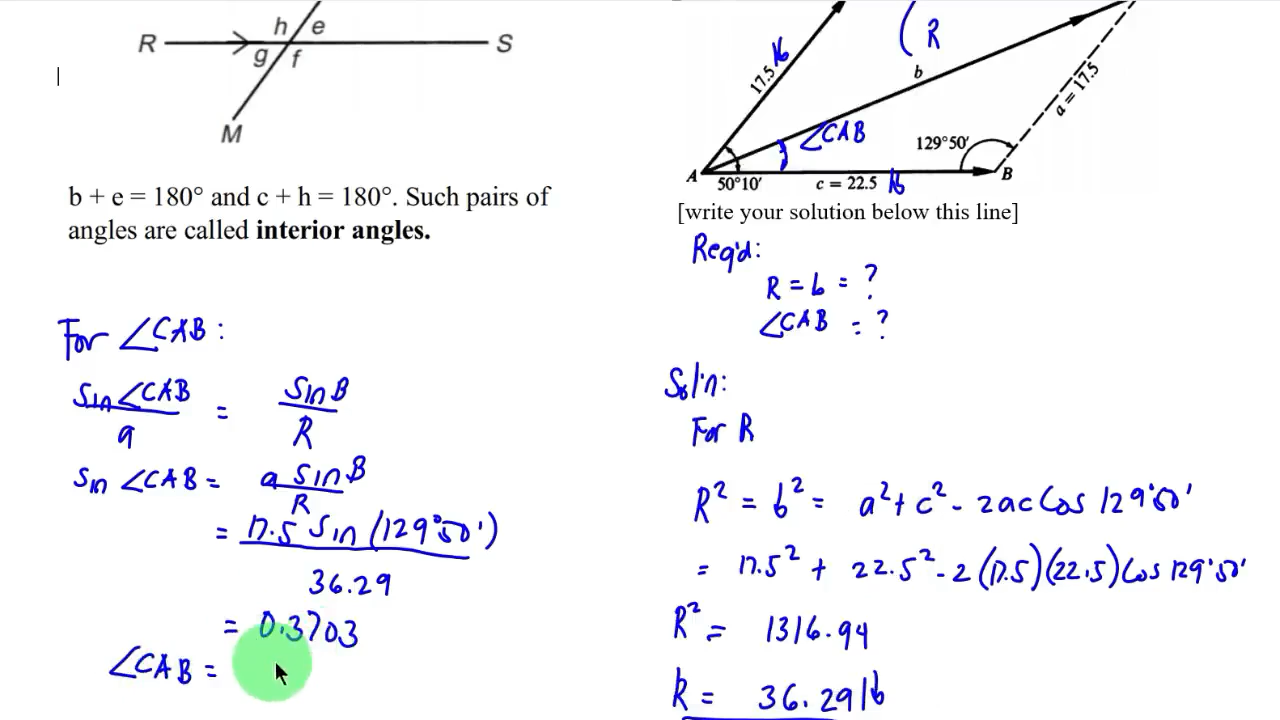 h e
R S
g f
M
b + e = 180° and c + h = 180°. Such pairs of
angles are called interior angles.
For ∠CAB:
Sin ∠CAB / a = Sin B / R
Sin ∠CAB = a Sin B / R
= 17.5 Sin (129°50') / 36.29
= 0.3703
∠CAB =
R
17.5 lb
b
a = 17.5
∠CAB
129°50'
A 50°10' c = 22.5 lb B
[write your solution below this line]
Req'd:
R = b = ?
∠CAB = ?
Sol'n:
For R
R² = b² = a² + c² - 2ac Cos 129°50'
= 17.5² + 22.5² - 2(17.5)(22.5) Cos 129°50'
R² = 1316.94
R = 36.29 lb